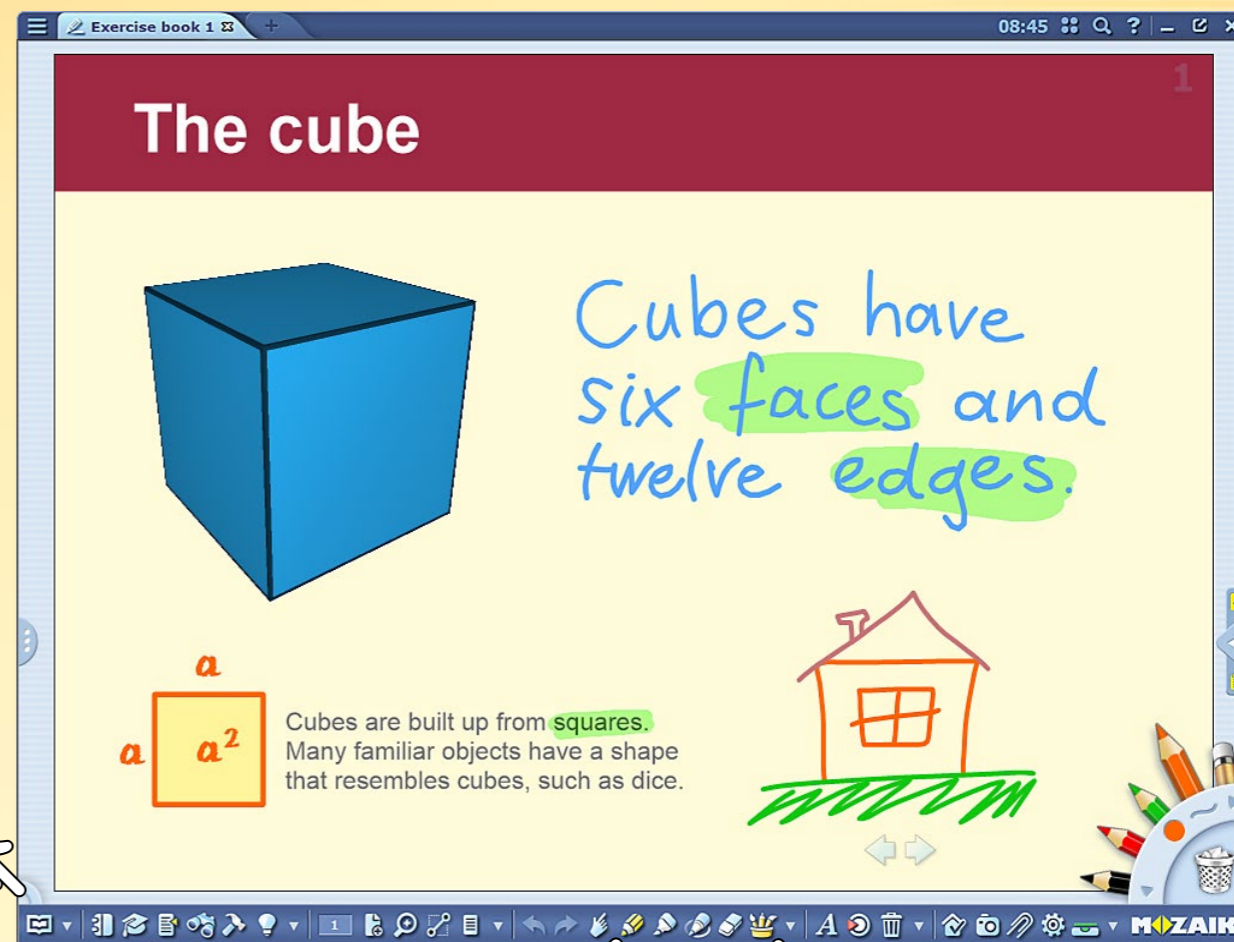 Exercise book 1
08:45
1
The cube
Cubes have
six faces and
twelve edges.
a
a a²
Cubes are built up from squares.
Many familiar objects have a shape
that resembles cubes, such as dice.
1
A
MOZAIK